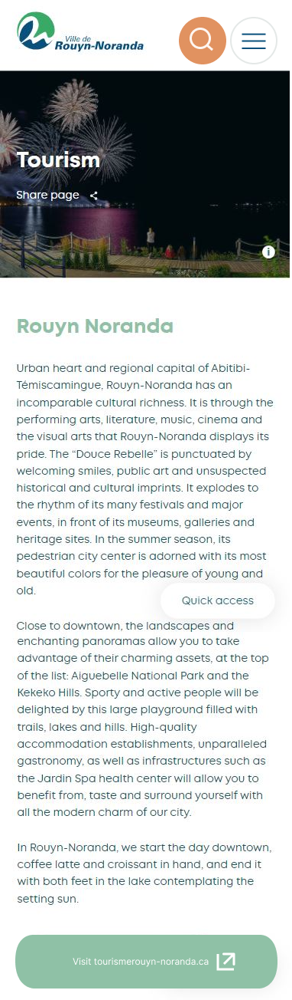 Ville de
Rouyn-Noranda
Tourism
Share page
i
Rouyn Noranda
Urban heart and regional capital of Abitibi-
Témiscamingue, Rouyn-Noranda has an
incomparable cultural richness. It is through the
performing arts, literature, music, cinema and
the visual arts that Rouyn-Noranda displays its
pride. The “Douce Rebelle” is punctuated by
welcoming smiles, public art and unsuspected
historical and cultural imprints. It explodes to
the rhythm of its many festivals and major
events, in front of its museums, galleries and
heritage sites. In the summer season, its
pedestrian city center is adorned with its most
beautiful colors for the pleasure of young and
old.
Quick access
Close to downtown, the landscapes and
enchanting panoramas allow you to take
advantage of their charming assets, at the top
of the list: Aiguebelle National Park and the
Kekeko Hills. Sporty and active people will be
delighted by this large playground filled with
trails, lakes and hills. High-quality
accommodation establishments, unparalleled
gastronomy, as well as infrastructures such as
the Jardin Spa health center will allow you to
benefit from, taste and surround yourself with
all the modern charm of our city.
In Rouyn-Noranda, we start the day downtown,
coffee latte and croissant in hand, and end it
with both feet in the lake contemplating the
setting sun.
Visit tourismerouyn-noranda.ca